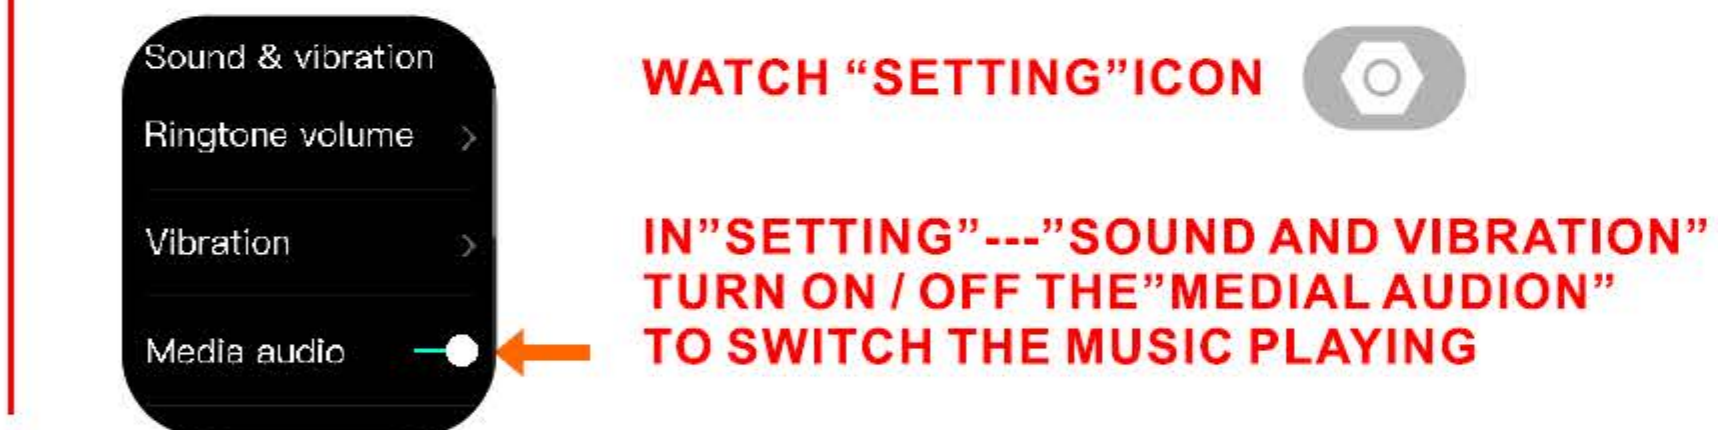 Sound & vibration
Ringtone volume
Vibration
Media audio
WATCH “SETTING”ICON
IN”SETTING”---”SOUND AND VIBRATION”
TURN ON / OFF THE”MEDIAL AUDION”
TO SWITCH THE MUSIC PLAYING